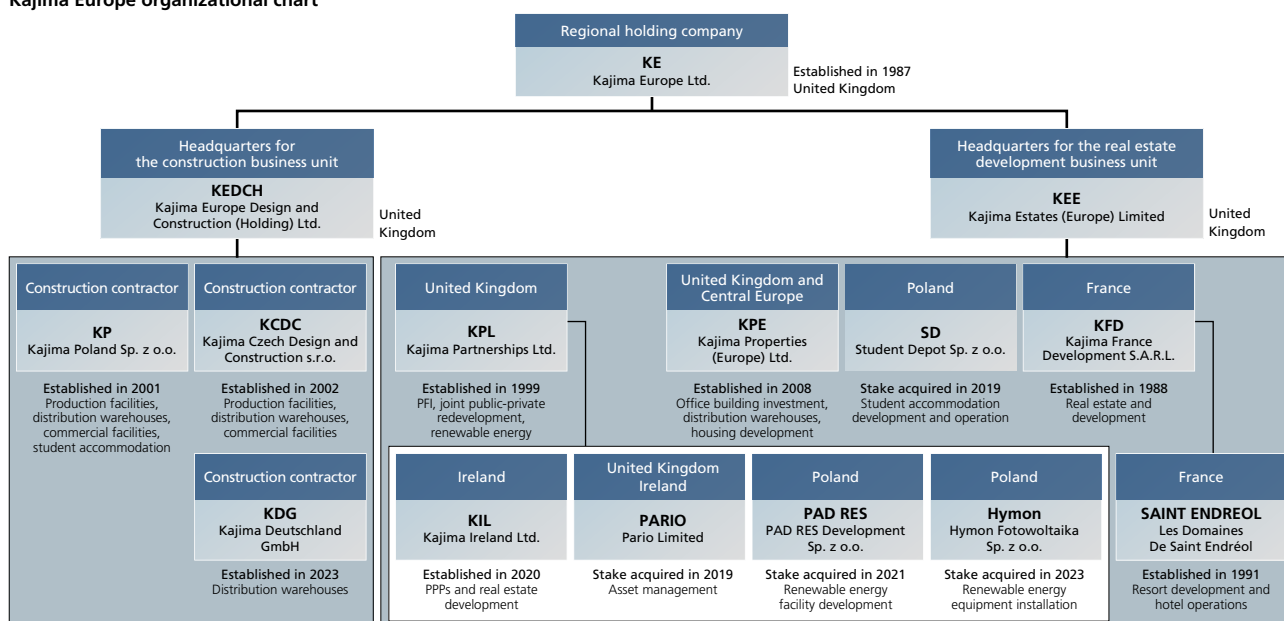 Kajima Europe organizational chart
Regional holding company
KE
Kajima Europe Ltd.
Established in 1987
United Kingdom
Headquarters for
the construction business unit
KEDCH
Kajima Europe Design and
Construction (Holding) Ltd.
United
Kingdom
Headquarters for the real estate
development business unit
KEE
Kajima Estates (Europe) Limited
United
Kingdom
Construction contractor
KP
Kajima Poland Sp. z o.o.
Established in 2001
Production facilities,
distribution warehouses,
commercial facilities,
student accommodation
Construction contractor
KCDC
Kajima Czech Design and
Construction s.r.o.
Established in 2002
Production facilities,
distribution warehouses,
commercial facilities
Construction contractor
KDG
Kajima Deutschland
GmbH
Established in 2023
Distribution warehouses
United Kingdom
KPL
Kajima Partnerships Ltd.
Established in 1999
PFI, joint public-private
redevelopment,
renewable energy
United Kingdom and
Central Europe
KPE
Kajima Properties
(Europe) Ltd.
Established in 2008
Office building investment,
distribution warehouses,
housing development
Poland
SD
Student Depot Sp. z o.o.
Stake acquired in 2019
Student accommodation
development and operation
France
KFD
Kajima France
Development S.A.R.L.
Established in 1988
Real estate and
development
Ireland
KIL
Kajima Ireland Ltd.
Established in 2020
PPPs and real estate
development
United Kingdom
Ireland
PARIO
Pario Limited
Stake acquired in 2019
Asset management
Poland
PAD RES
PAD RES Development
Sp. z o.o.
Stake acquired in 2021
Renewable energy
facility development
Poland
Hymon
Hymon Fotowoltaika
Sp. z o.o.
Stake acquired in 2023
Renewable energy
equipment installation
France
SAINT ENDREOL
Les Domaines
De Saint Endréol
Established in 1991
Resort development and
hotel operations